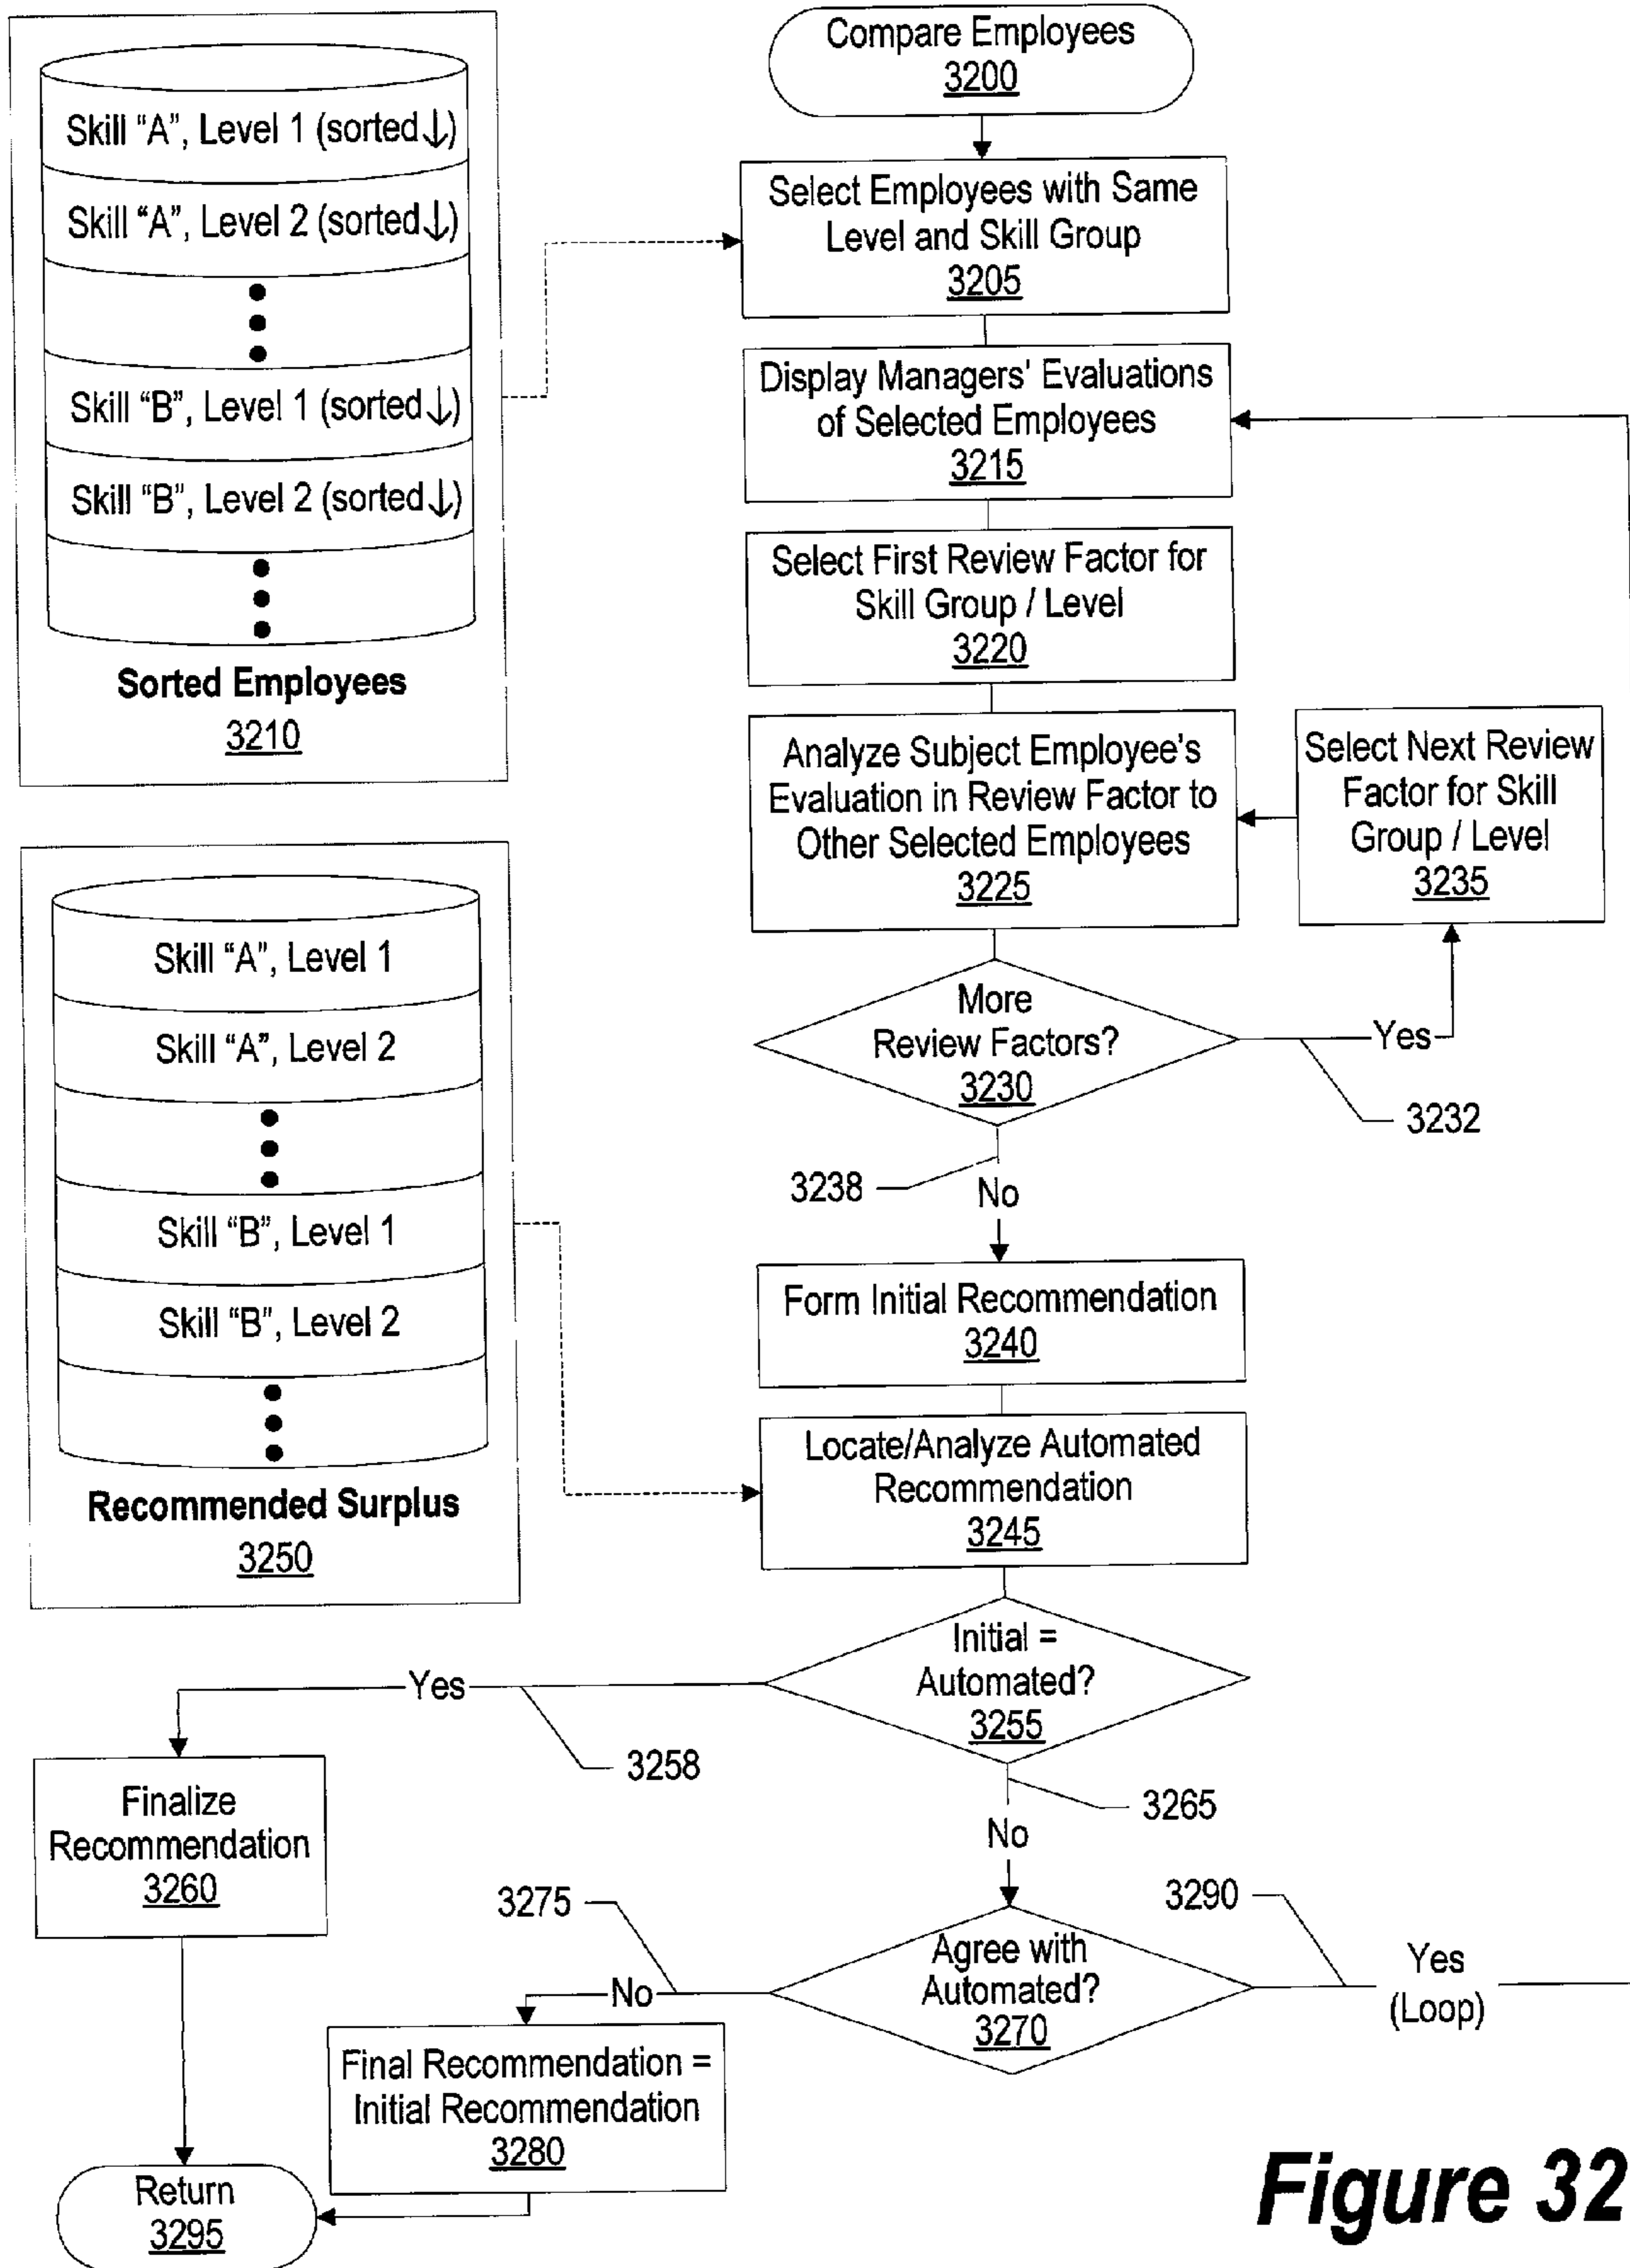 Compare Employees
3200
Skill "A", Level 1 (sorted↓)
Skill "A", Level 2 (sorted↓)
Skill "B", Level 1 (sorted↓)
Skill "B", Level 2 (sorted↓)
Sorted Employees
3210
Select Employees with Same
Level and Skill Group
3205
Display Managers' Evaluations
of Selected Employees
3215
Select First Review Factor for
Skill Group / Level
3220
Analyze Subject Employee's
Evaluation in Review Factor to
Other Selected Employees
3225
Select Next Review
Factor for Skill
Group / Level
3235
More
Review Factors?
3230
Yes
3232
3238
No
Skill "A", Level 1
Skill "A", Level 2
Skill "B", Level 1
Skill "B", Level 2
Recommended Surplus
3250
Form Initial Recommendation
3240
Locate/Analyze Automated
Recommendation
3245
Initial =
Automated?
3255
Yes
3258
3265
No
Finalize
Recommendation
3260
3275
3290
Agree with
Automated?
3270
No
Yes
(Loop)
Final Recommendation =
Initial Recommendation
3280
Return
3295
Figure 32